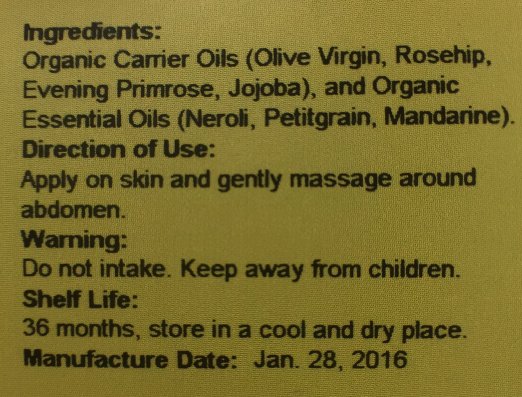 Ingredients:
Organic Carrier Oils (Olive Virgin, Rosehip,
Evening Primrose, Jojoba), and Organic
Essential Oils (Neroli, Petitgrain, Mandarine).
Direction of Use:
Apply on skin and gently massage around
abdomen.
Warning:
Do not intake. Keep away from children.
Shelf Life:
36 months, store in a cool and dry place.
Manufacture Date: Jan. 28, 2016